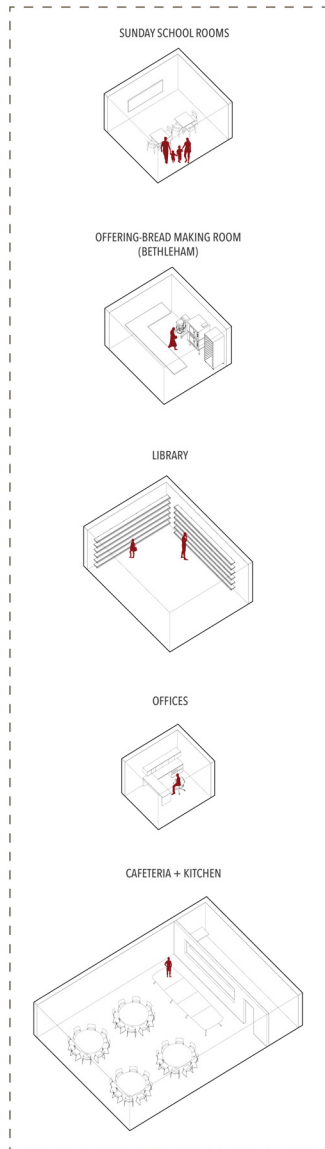 SUNDAY SCHOOL ROOMS
OFFERING-BREAD MAKING ROOM
(BETHLEHAM)
LIBRARY
OFFICES
CAFETERIA + KITCHEN